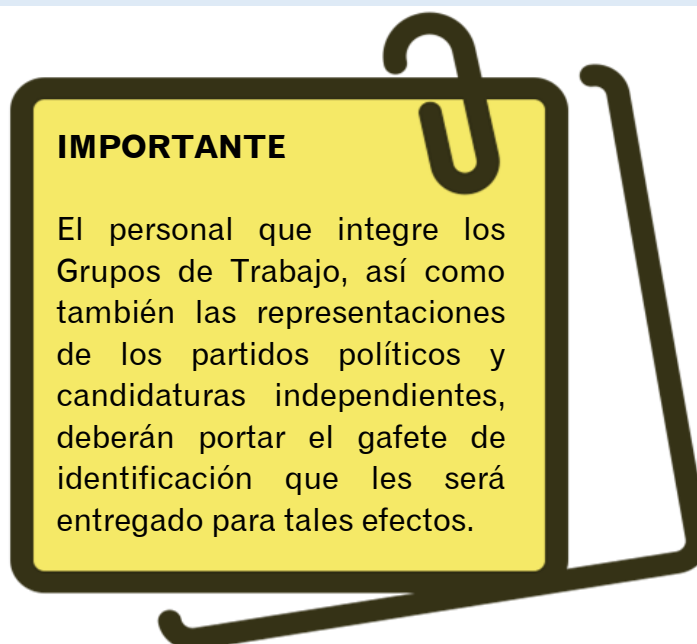 IMPORTANTE
El personal que integre los
Grupos de Trabajo, así como
también las representaciones
de los partidos políticos y
candidaturas independientes,
deberán portar el gafete de
identificación que les será
entregado para tales efectos.